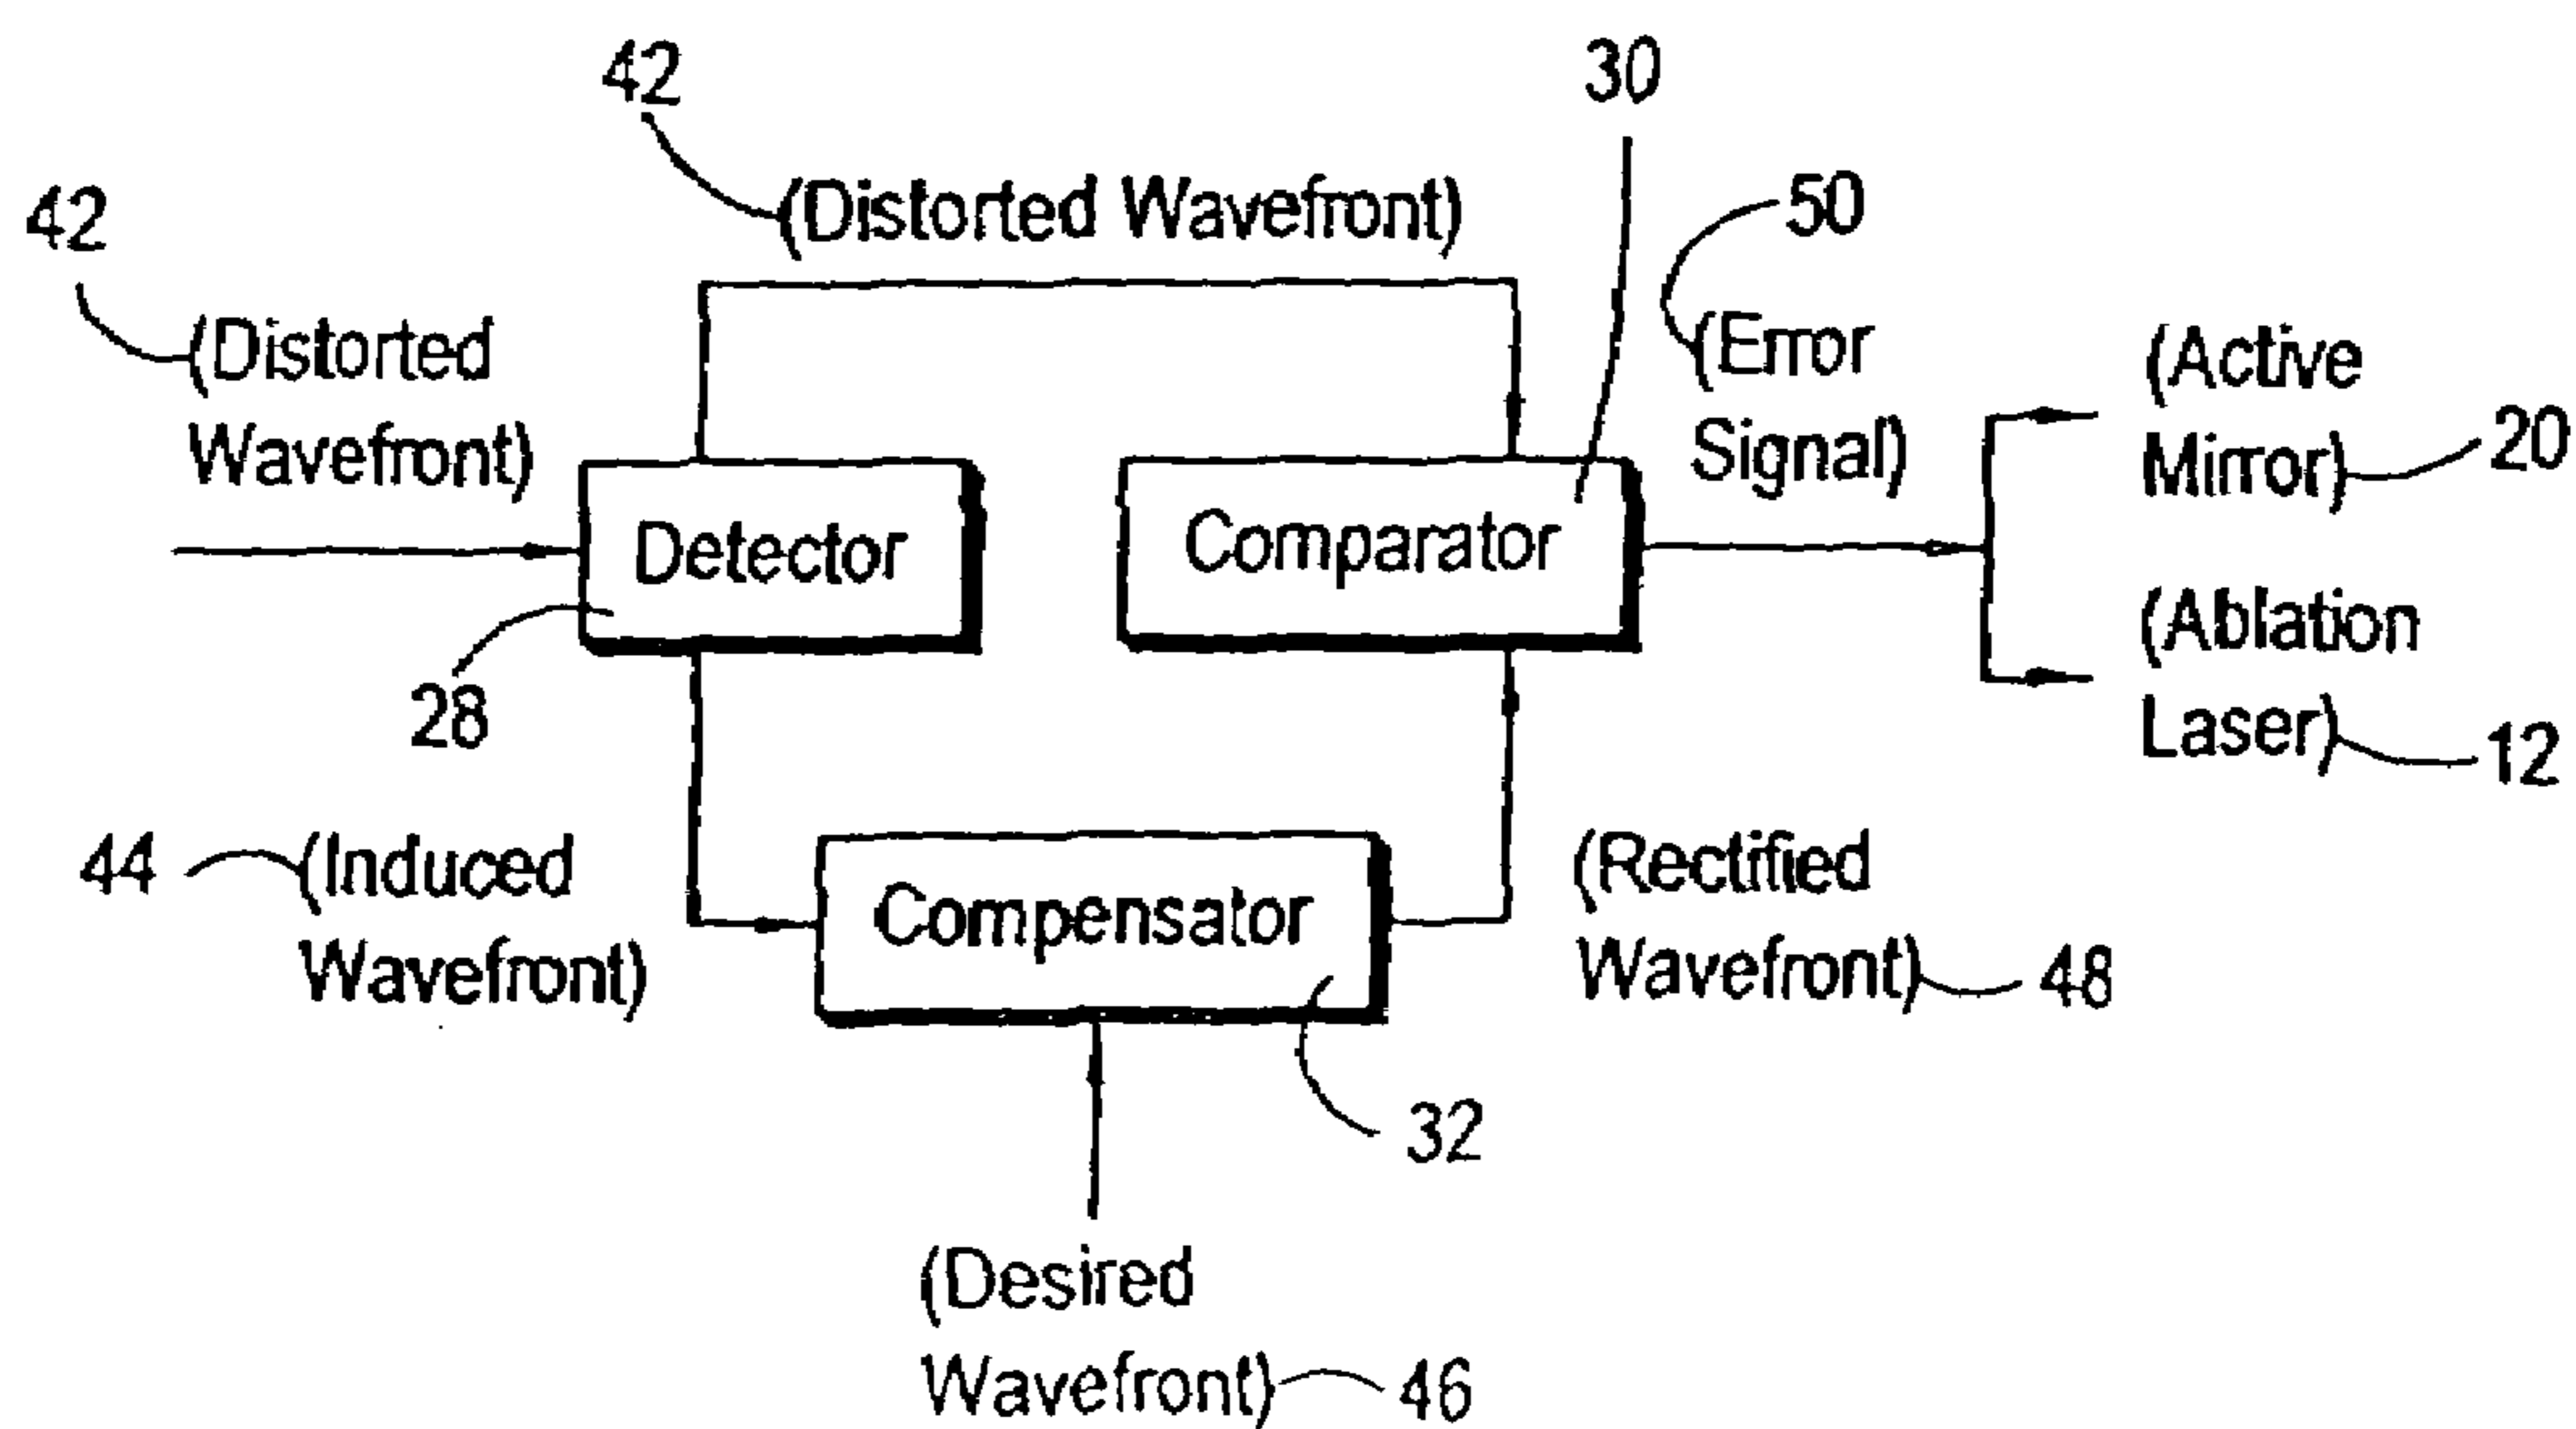 42
30
42
(Distorted Wavefront)
50
(Distorted
Wavefront)
(Error
Signal)
(Active
Mirror)
20
Detector
Comparator
28
(Ablation
Laser)
12
44
(Induced
Wavefront)
Compensator
(Rectified
Wavefront)
48
32
(Desired
Wavefront)
46